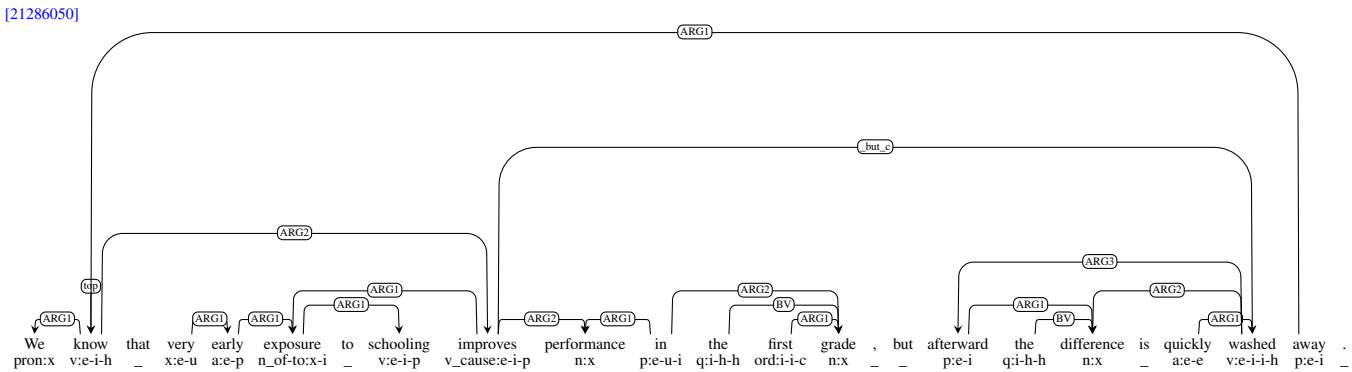 [21286050]
ARG1
_but_c
ARG2
ARG3
top ARG1 ARG2 ARG2
ARG1 BV ARG1
ARG1 ARG1 ARG1 ARG2 ARG1 ARG1 BV ARG1
We know that very early exposure to schooling improves performance in the first grade , but afterward the difference is quickly washed away .
pron:x v:e-i-h _ x:e-u a:e-p n_of-to:x-i _ v:e-i-p v_cause:e-i-p n:x p:e-u-i q:i-h-h ord:i-i-c n:x _ _ p:e-i q:i-h-h n:x _ a:e-e v:e-i-i-h p:e-i _